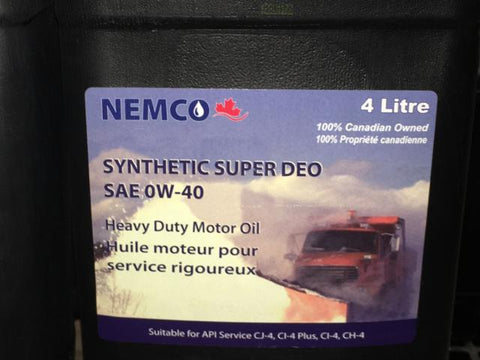 NEMCO
4 Litre
100% Canadian Owned
100% Propriété canadienne
SYNTHETIC SUPER DEO
SAE 0W-40
Heavy Duty Motor Oil
Huile moteur pour
service rigoureux
Suitable for API Service CJ-4, CI-4 Plus, CI-4, CH-4